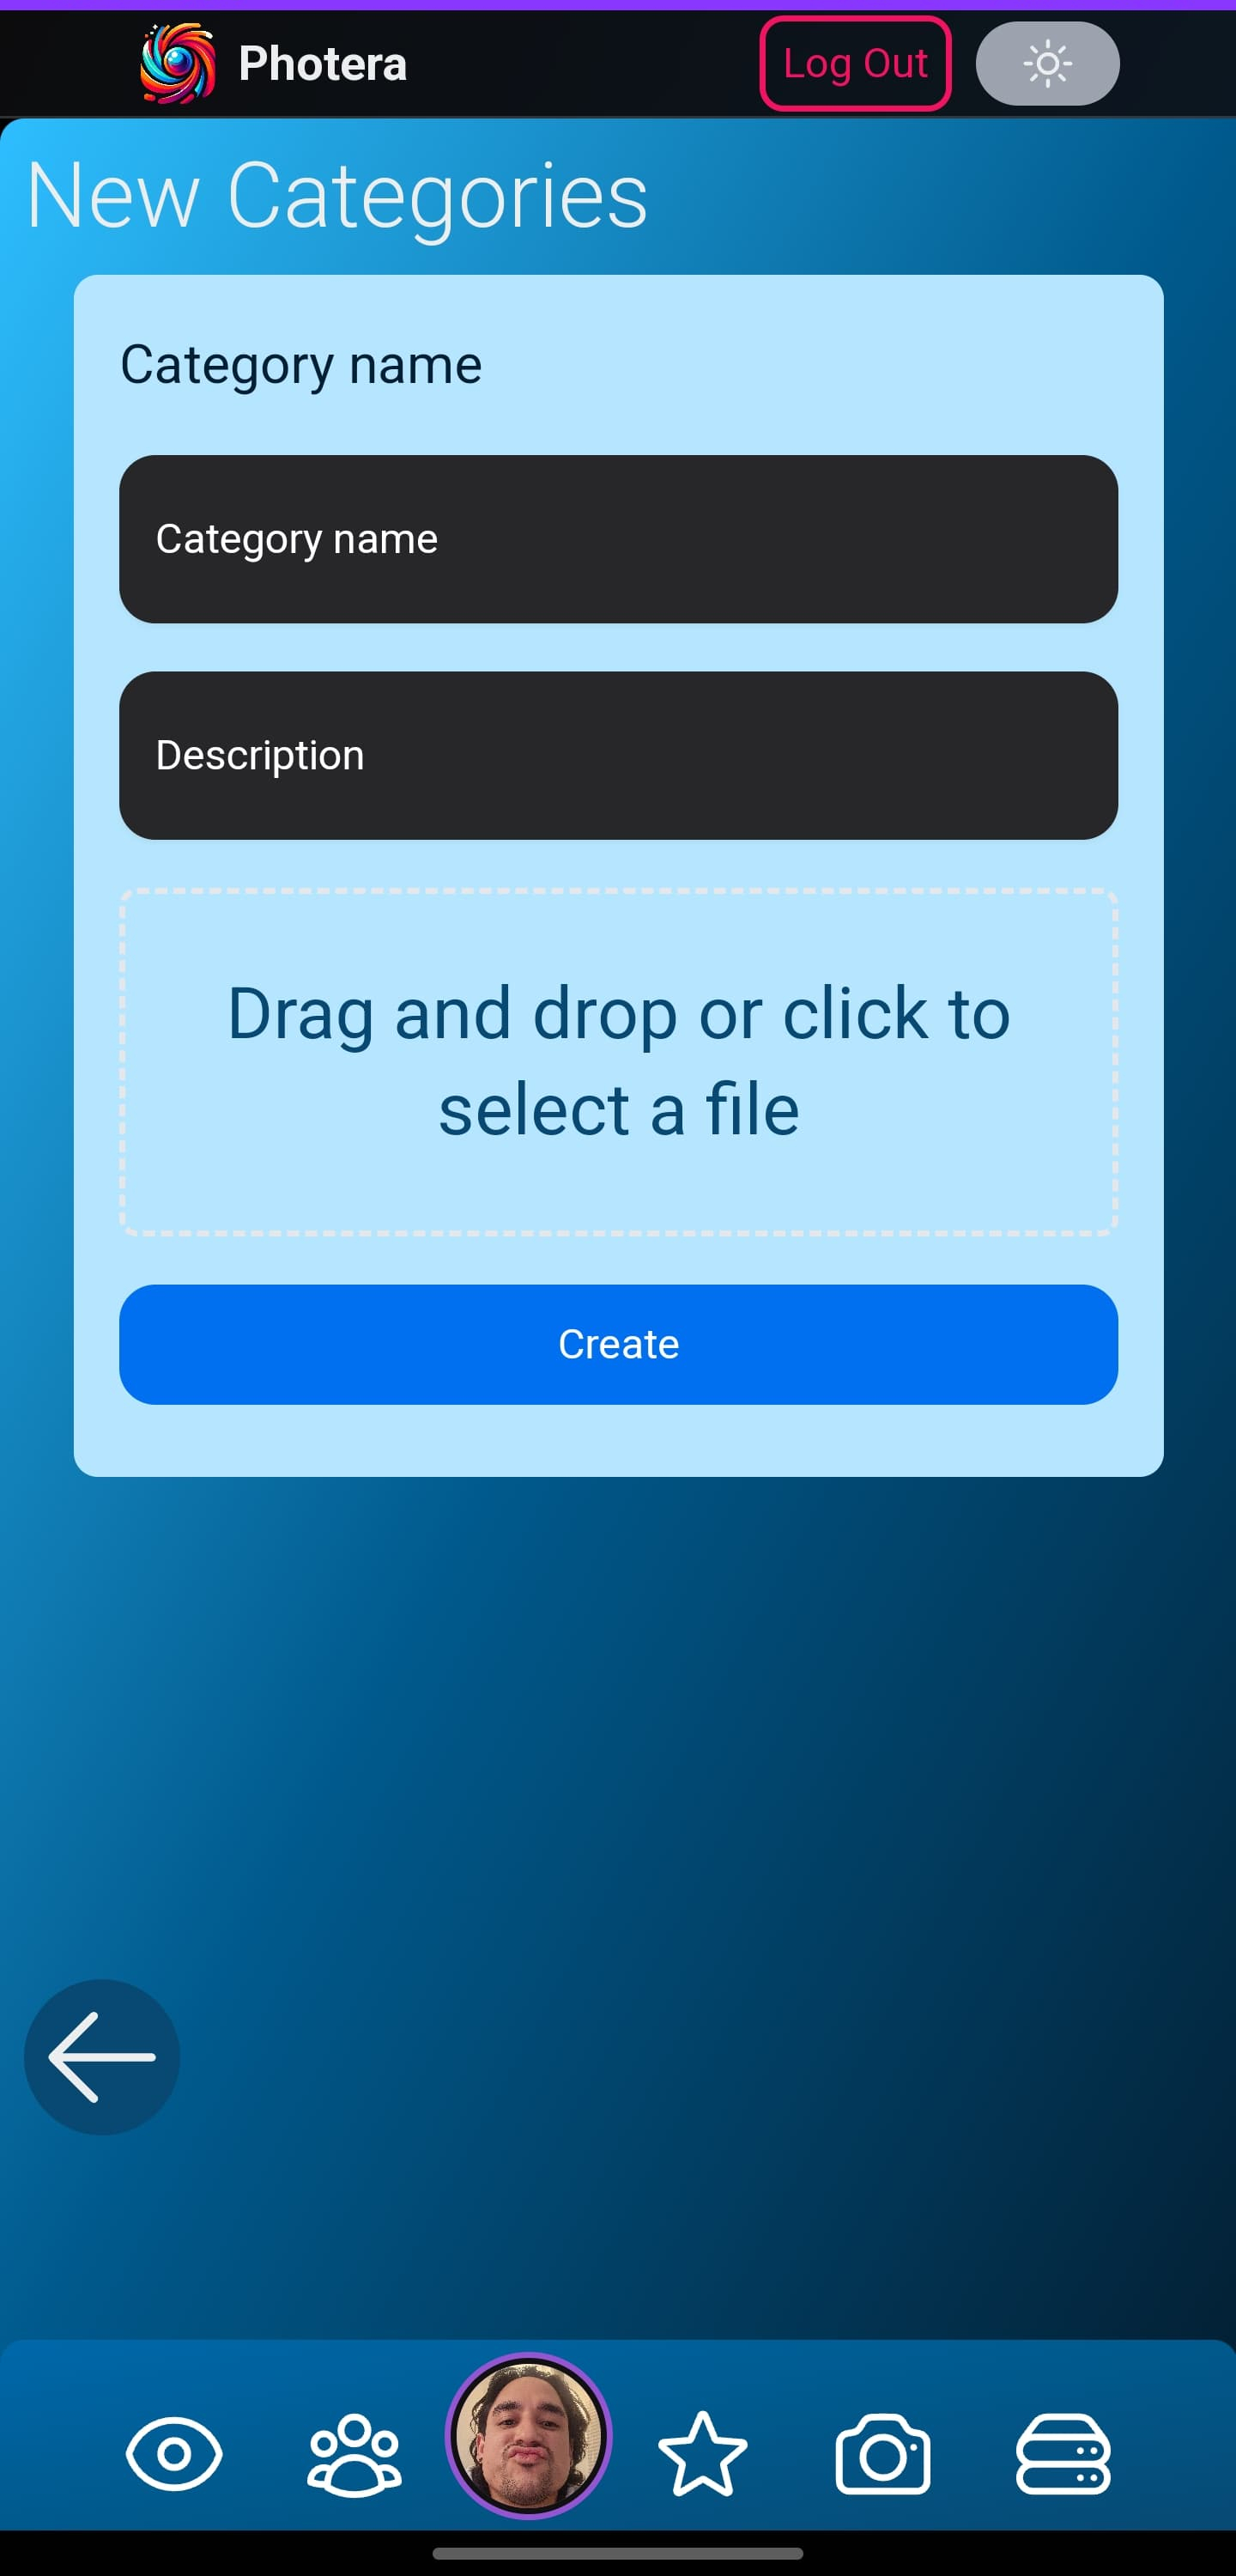 Photera
Log Out
New Categories
Category name
Category name
Description
Drag and drop or click to
select a file
Create